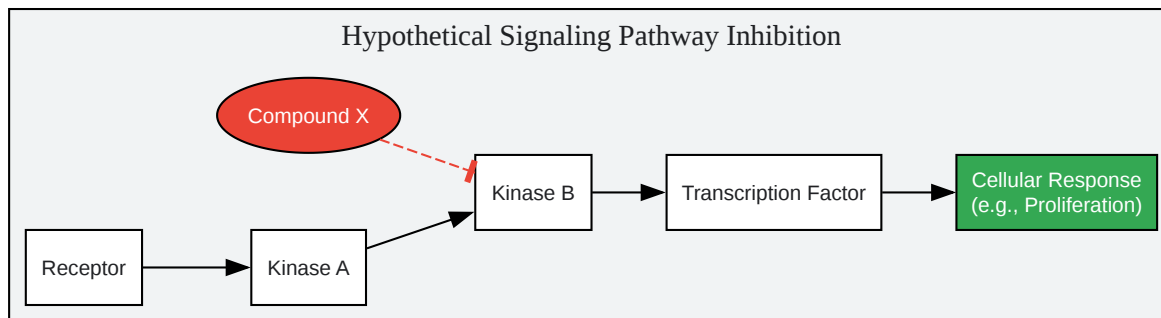 Hypothetical Signaling Pathway Inhibition
Compound X
Receptor
Kinase A
Kinase B
Transcription Factor
Cellular Response
(e.g., Proliferation)